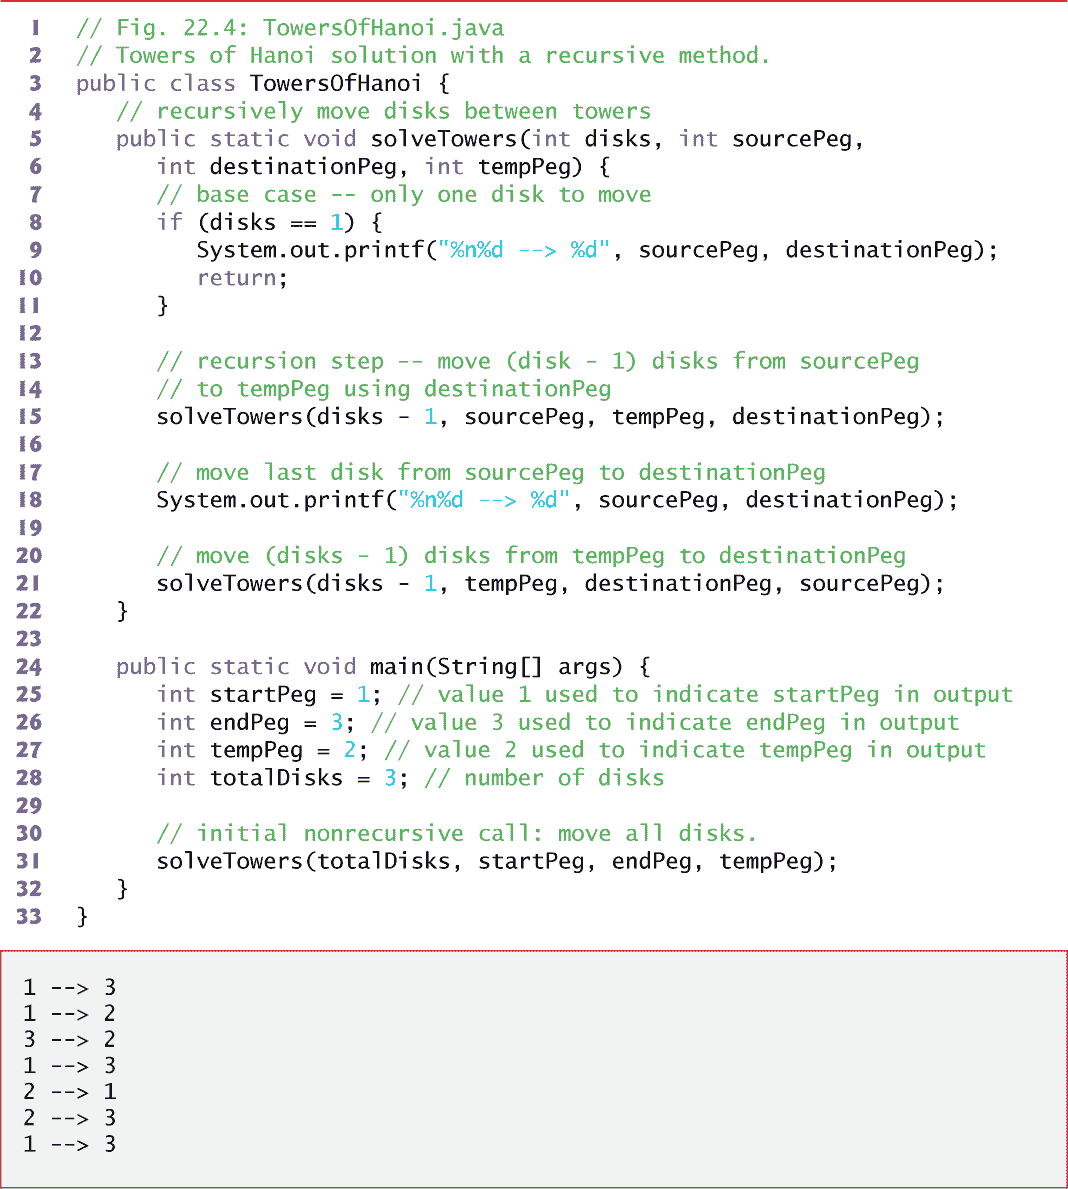 1 // Fig. 22.4: TowersOfHanoi.java
2 // Towers of Hanoi solution with a recursive method.
3 public class TowersOfHanoi {
4    // recursively move disks between towers
5    public static void solveTowers(int disks, int sourcePeg,
6       int destinationPeg, int tempPeg) {
7       // base case -- only one disk to move
8       if (disks == 1) {
9          System.out.printf("%n%d --> %d", sourcePeg, destinationPeg);
10          return;
11       }
12
13       // recursion step -- move (disk - 1) disks from sourcePeg
14       // to tempPeg using destinationPeg
15       solveTowers(disks - 1, sourcePeg, tempPeg, destinationPeg);
16
17       // move last disk from sourcePeg to destinationPeg
18       System.out.printf("%n%d --> %d", sourcePeg, destinationPeg);
19
20       // move (disks - 1) disks from tempPeg to destinationPeg
21       solveTowers(disks - 1, tempPeg, destinationPeg, sourcePeg);
22    }
23
24    public static void main(String[] args) {
25       int startPeg = 1; // value 1 used to indicate startPeg in output
26       int endPeg = 3; // value 3 used to indicate endPeg in output
27       int tempPeg = 2; // value 2 used to indicate tempPeg in output
28       int totalDisks = 3; // number of disks
29
30       // initial nonrecursive call: move all disks.
31       solveTowers(totalDisks, startPeg, endPeg, tempPeg);
32    }
33 }
1 --> 3
1 --> 2
3 --> 2
1 --> 3
2 --> 1
2 --> 3
1 --> 3